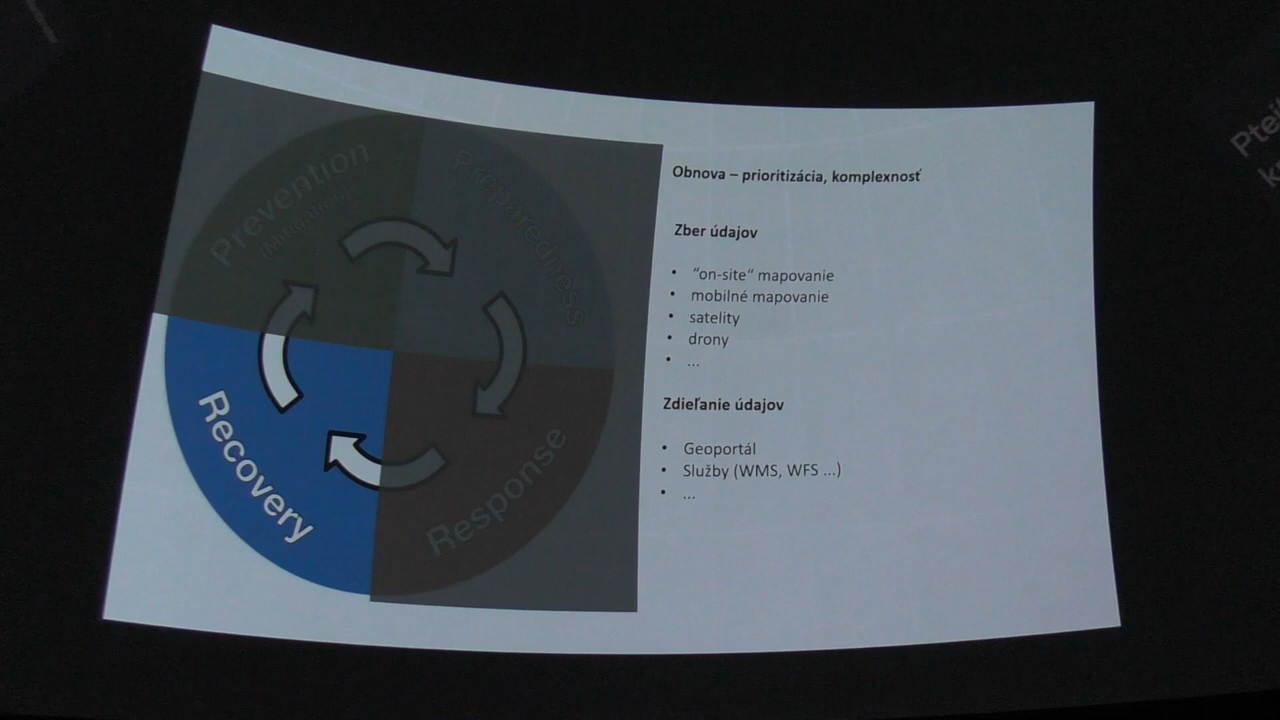 Prevention
(Mitigation)
Preparedness
Recovery
Response
Obnova – prioritizácia, komplexnosť
Zber údajov
• "on-site" mapovanie
• mobilné mapovanie
• satelity
• drony
• ...
Zdieľanie údajov
• Geoportál
• Služby (WMS, WFS ...)
• ...